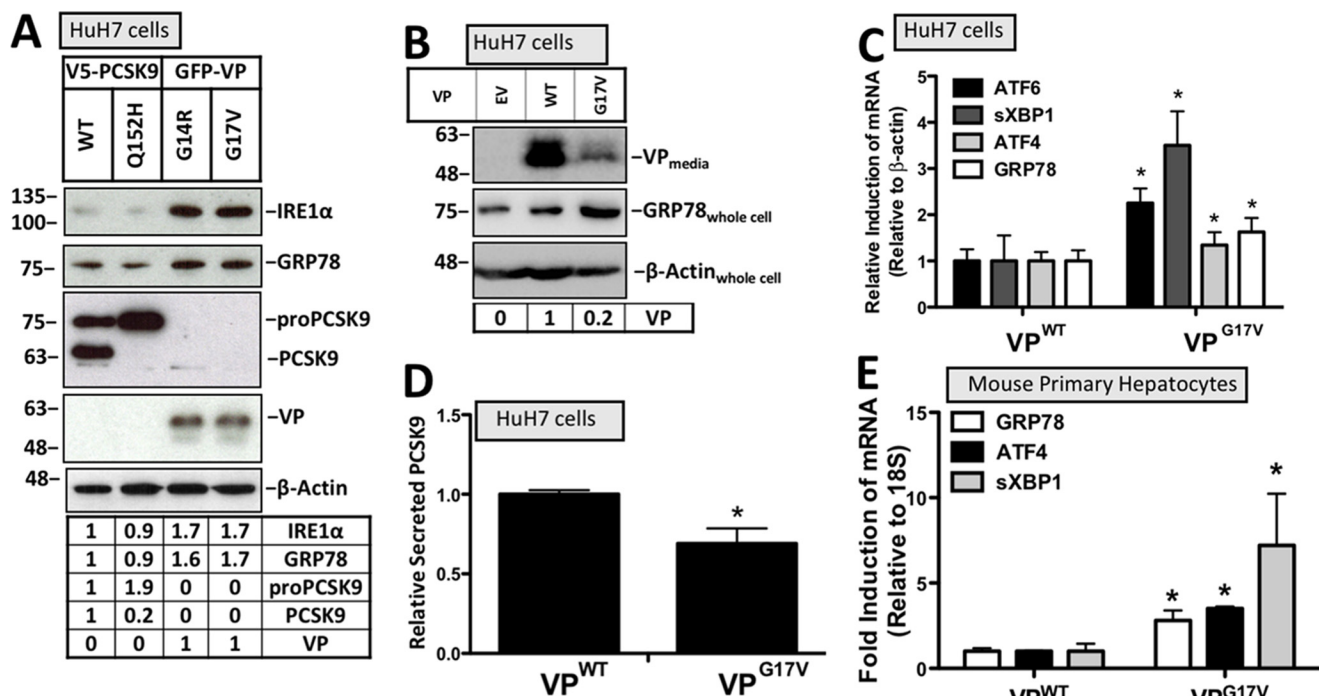 A
HuH7 cells
V5-PCSK9 GFP-VP
WT Q152H G14R G17V
135–
100–
–IRE1α
75–
–GRP78
75–
63–
–proPCSK9
–PCSK9
63–
48–
–VP
48–
–β-Actin
1 0.9 1.7 1.7 IRE1α
1 0.9 1.6 1.7 GRP78
1 1.9 0 0 proPCSK9
1 0.2 0 0 PCSK9
0 0 1 1 VP
B
HuH7 cells
VP EV WT G17V
63–
48–
–VPmedia
75–
–GRP78whole cell
48–
–β-Actinwhole cell
0 1 0.2 VP
C
HuH7 cells
Relative Induction of mRNA
(Relative to β-actin)
5
4
3
2
1
0
ATF6
sXBP1
ATF4
GRP78
* * * *
VPWT VPG17V
D
HuH7 cells
Relative Secreted PCSK9
1.5
1.0
0.5
0.0
*
VPWT VPG17V
E
Mouse Primary Hepatocytes
Fold Induction of mRNA
(Relative to 18S)
15
10
5
0
GRP78
ATF4
sXBP1
* * *
VPWT VPG17V